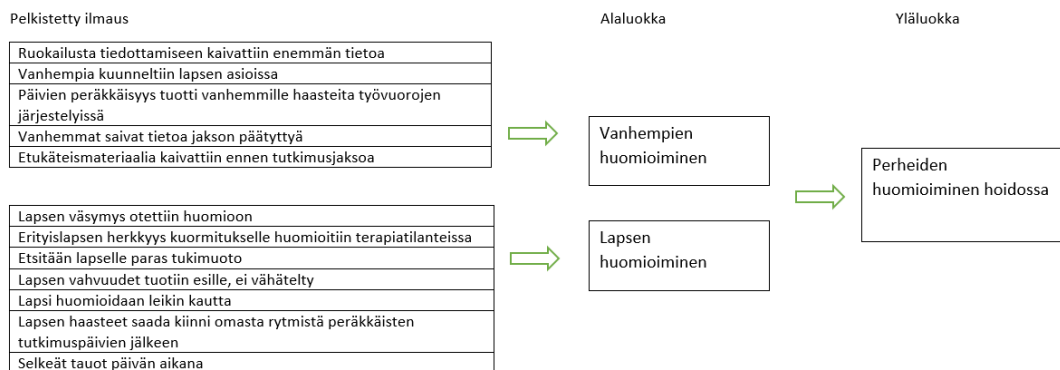 Pelkistetty ilmaus
Alaluokka
Yläluokka
Ruokailusta tiedottamiseen kaivattiin enemmän tietoa
Vanhempia kuunneltiin lapsen asioissa
Päivien peräkkäisyys tuotti vanhemmille haasteita työvuorojen
järjestelyissä
Vanhemmat saivat tietoa jakson päätyttyä
Etukäteismateriaalia kaivattiin ennen tutkimusjaksoa
Vanhempien
huomioiminen
Perheiden
huomioiminen hoidossa
Lapsen väsymys otettiin huomioon
Erityislapsen herkkyys kuormitukselle huomioitiin terapiatilanteissa
Etsitään lapselle paras tukimuoto
Lapsen vahvuudet tuotiin esille, ei vähätelty
Lapsi huomioidaan leikin kautta
Lapsen haasteet saada kiinni omasta rytmistä peräkkäisten
tutkimuspäivien jälkeen
Selkeät tauot päivän aikana
Lapsen
huomioiminen